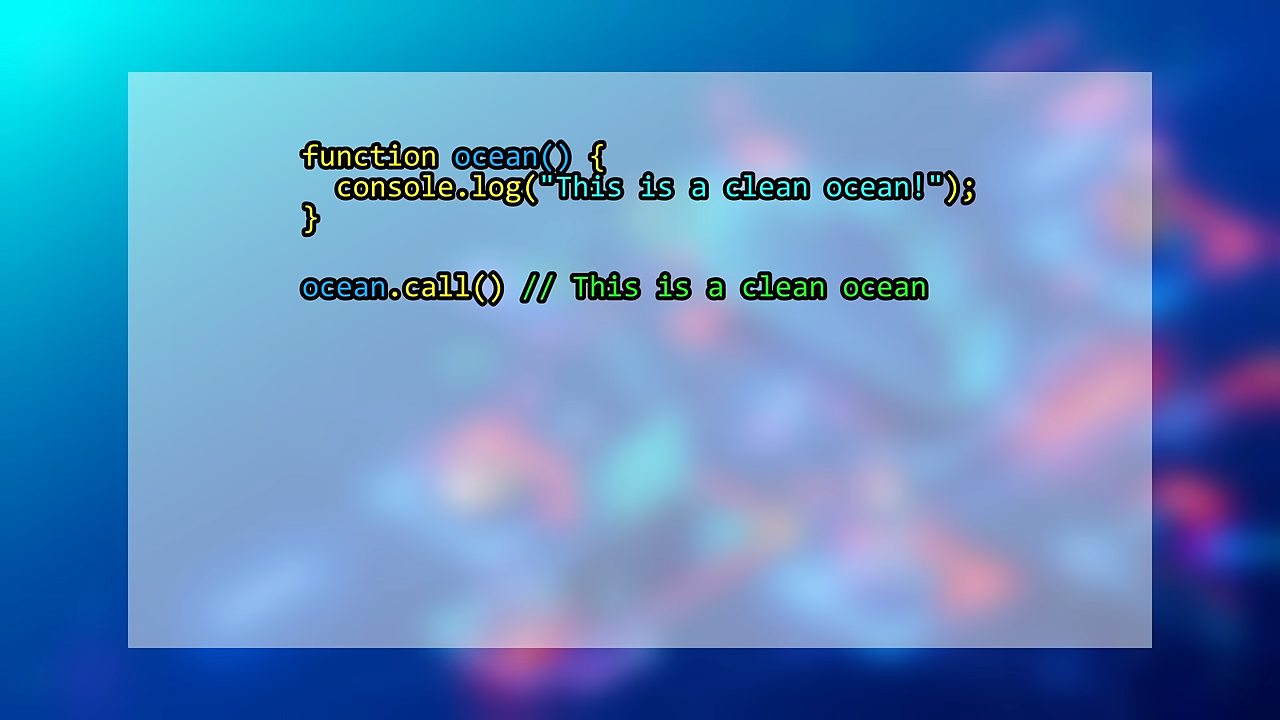 function ocean() {
  console.log("This is a clean ocean!");
}
ocean.call() // This is a clean ocean